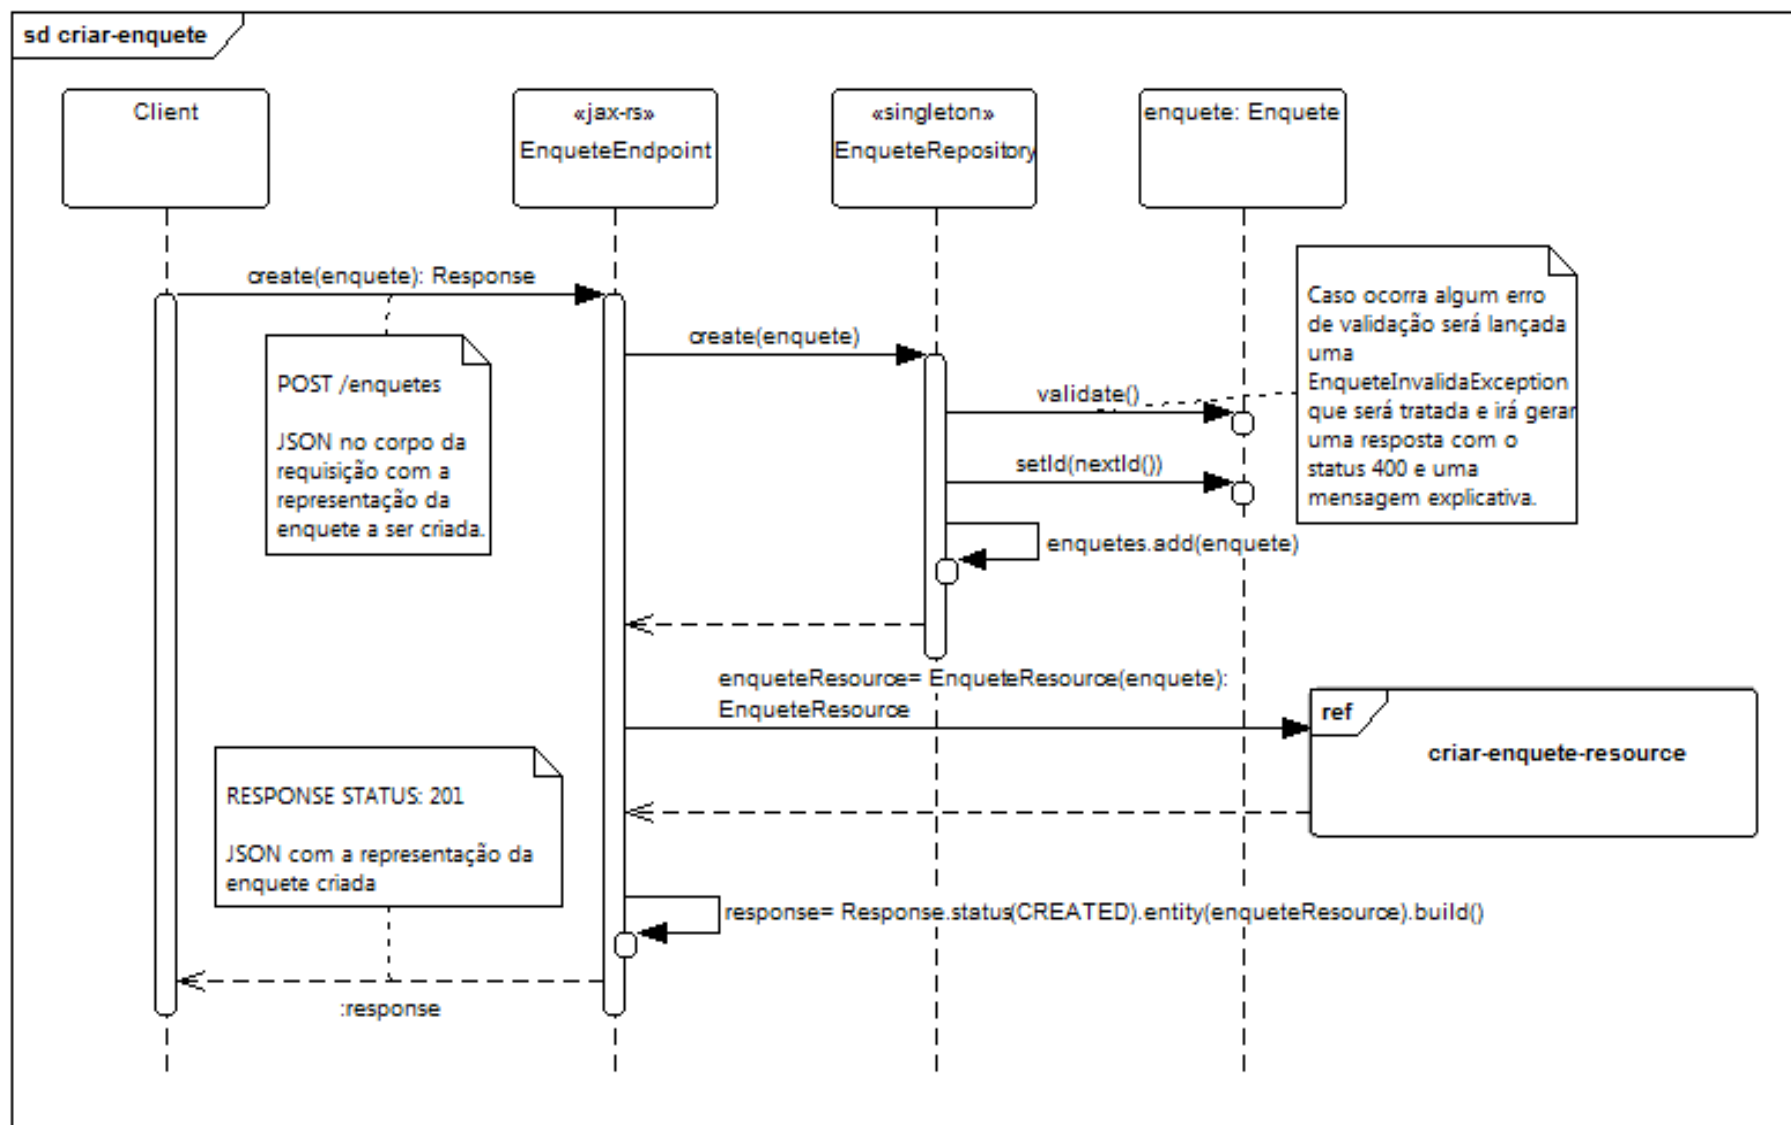 sd criar-enquete
Client
«jax-rs»
EnqueteEndpoint
«singleton»
EnqueteRepository
enquete: Enquete
create(enquete): Response
POST /enquetes
JSON no corpo da
requisição com a
representação da
enquete a ser criada.
create(enquete)
validate()
Caso ocorra algum erro
de validação será lançada
uma
EnqueteInvalidaException
que será tratada e irá gerar
uma resposta com o
status 400 e uma
mensagem explicativa.
setId(nextId())
enquetes.add(enquete)
enqueteResource= EnqueteResource(enquete):
EnqueteResource
ref
criar-enquete-resource
RESPONSE STATUS: 201
JSON com a representação da
enquete criada
response= Response.status(CREATED).entity(enqueteResource).build()
:response